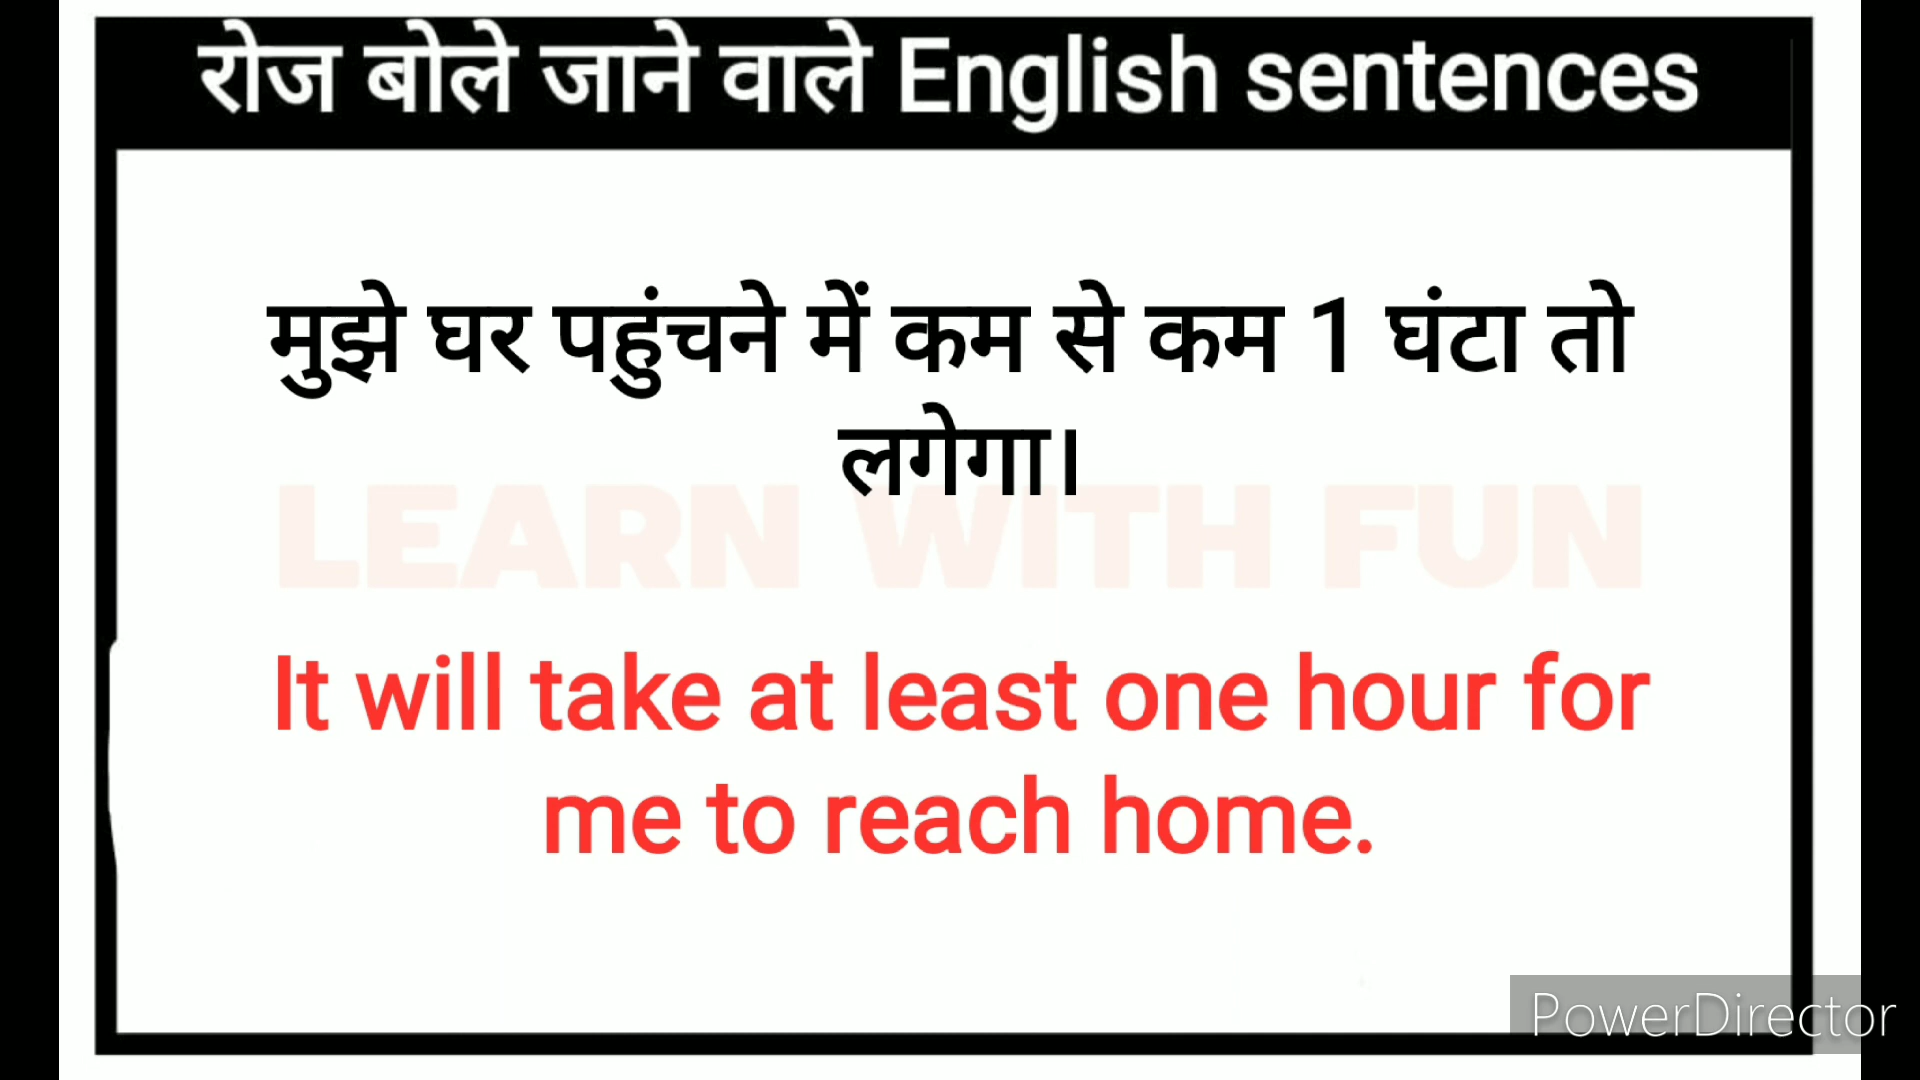 रोज बोले जाने वाले English sentences
मुझे घर पहुंचने में कम से कम 1 घंटा तो
लगेगा।
LEARN WITH FUN
It will take at least one hour for
me to reach home.
PowerDirector